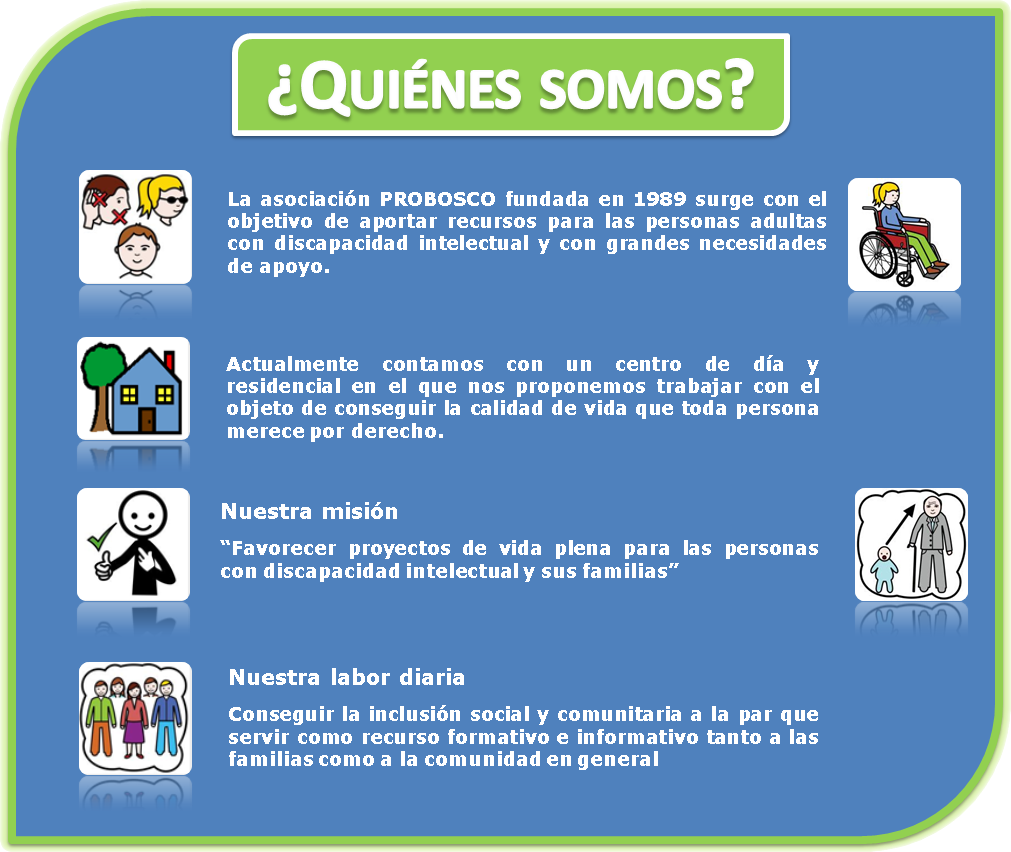 ¿QUIÉNES SOMOS?
La asociación PROBOSCO fundada en 1989 surge con el
objetivo de aportar recursos para las personas adultas
con discapacidad intelectual y con grandes necesidades
de apoyo.
Actualmente contamos con un centro de día y
residencial en el que nos proponemos trabajar con el
objeto de conseguir la calidad de vida que toda persona
merece por derecho.
Nuestra misión
“Favorecer proyectos de vida plena para las personas
con discapacidad intelectual y sus familias”
Nuestra labor diaria
Conseguir la inclusión social y comunitaria a la par que
servir como recurso formativo e informativo tanto a las
familias como a la comunidad en general